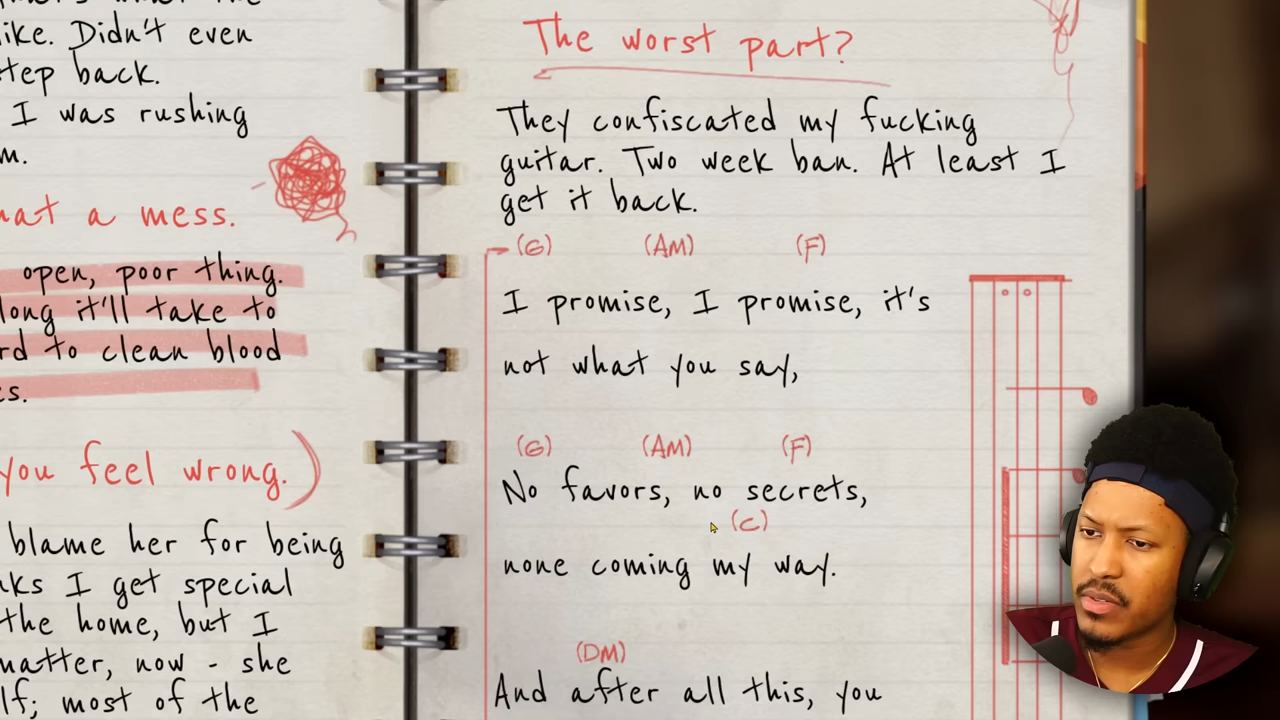 ike. Didn't even
tep back.
I was rushing
m.
hat a mess.
open, poor thing.
long it'll take to
rd to clean blood
es.
you feel wrong.)
blame her for being
nks I get special
the home, but I
matter, now - she
lf; most of the
The worst part?
They confiscated my fucking
guitar. Two week ban. At least I
get it back.
(G) (AM) (F)
I promise, I promise, it's
not what you say,
(G) (AM) (F)
No favors, no secrets,
(C)
none coming my way.
(DM)
And after all this, you